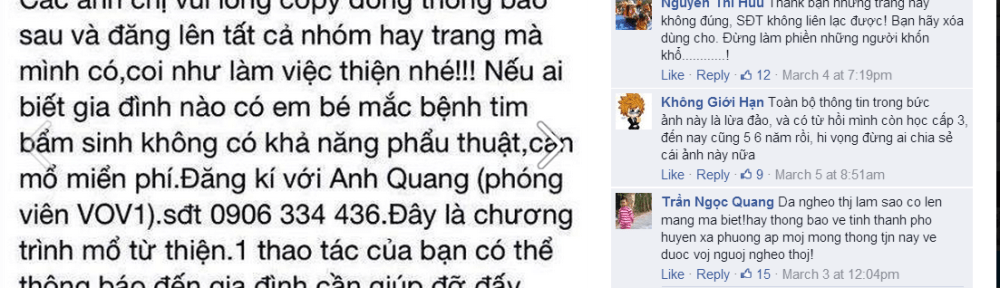 Các anh chị vui lòng copy dòng thông báo
sau và đăng lên tất cả nhóm hay trang mà
mình có,coi như làm việc thiện nhé!!! Nếu ai
biết gia đình nào có em bé mắc bệnh tim
bẩm sinh không có khả năng phẩu thuật,cần
mổ miển phí.Đăng kí với Anh Quang (phóng
viên VOV1).sđt 0906 334 436.Đây là chương
trình mổ từ thiện.1 thao tác của bạn có thể
thông báo đến gia đình cần giúp đỡ đấy
Nguyễn Thị Hữu Thank bạn nhưng trang này
không đúng, SĐT không liên lạc được! Bạn hãy xóa
dùng cho. Đừng làm phiền những người khốn
khổ............!
Like · Reply · 12 · March 4 at 7:19pm
Không Giới Hạn Toàn bộ thông tin trong bức
ảnh này là lừa đảo, và có từ hồi mình còn học cấp 3,
đến nay cũng 5 6 năm rồi, hi vọng đừng ai chia sẻ
cái ảnh này nữa
Like · Reply · 9 · March 5 at 8:51am
Trần Ngọc Quang Da ngheo thị lam sao co len
mang ma biet!hay thong bao ve tinh thanh pho
huyen xa phuong ap moj mong thong tjn nay ve
duoc voj nguoj ngheo thoj!
Like · Reply · 15 · March 3 at 12:04pm